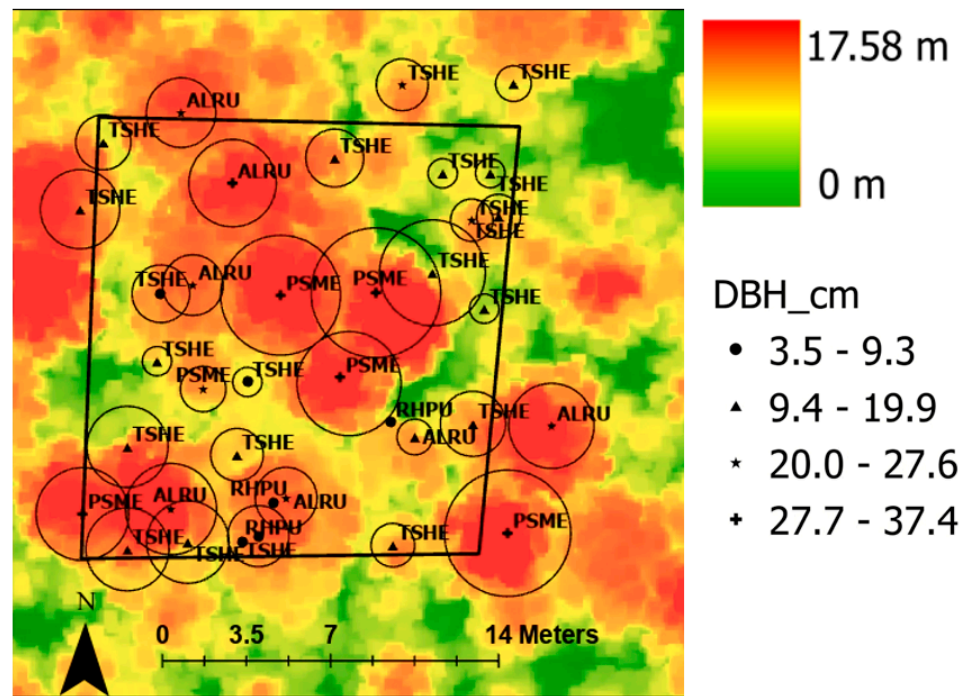 TSHE
TSHE
17.58 m
ALRU
TSHE
TSHE
TSHE
ALRU
TSHE
0 m
TSHE
TSHE
TSHE
TSHE
TSHE ALRU
PSME
PSME
DBH_cm
TSHE
3.5 - 9.3
TSHE
PSME
TSHE
PSME
9.4 - 19.9
RHPU
TSHE
ALRU
ALRU
TSHE
TSHE
20.0 - 27.6
PSME
ALRU
RHPU
ALRU
27.7 - 37.4
PSME
RHPU
TSHE
TSHE
TSHE
TSHE
N
0 3.5 7 14 Meters